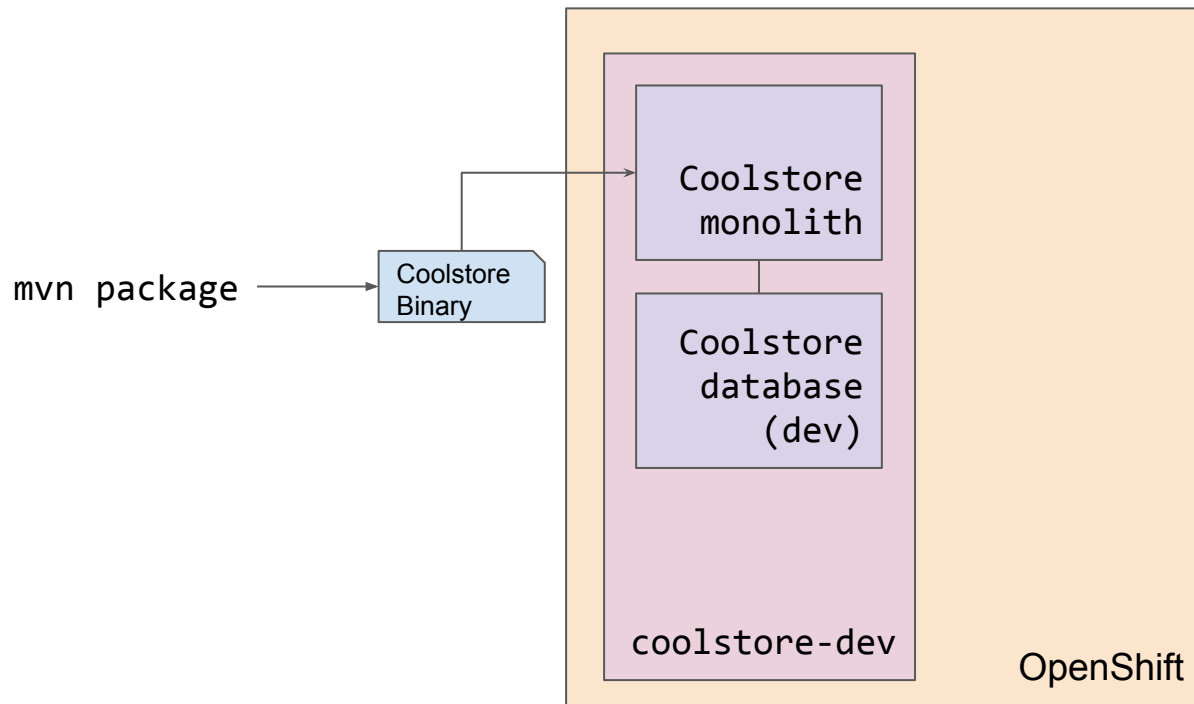 mvn package
Coolstore
Binary
Coolstore
monolith
Coolstore
database
(dev)
coolstore-dev
OpenShift